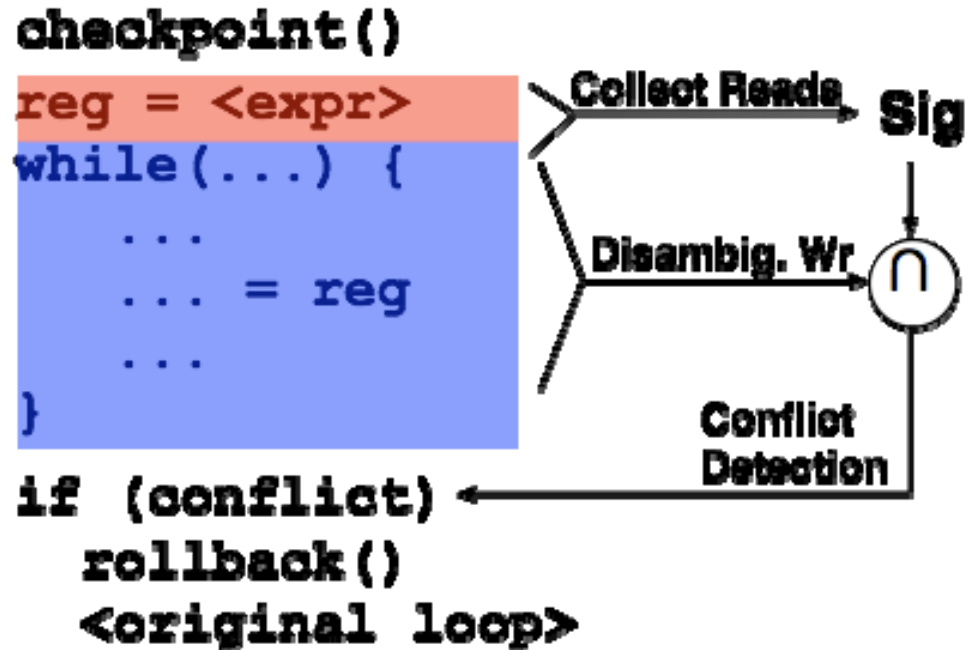 checkpoint()
reg = <expr>
while(...) {
...
... = reg
...
}
if (conflict)
rollback()
<original loop>
Collect Reads
Sig
Disambig. Wr
∩
Conflict
Detection